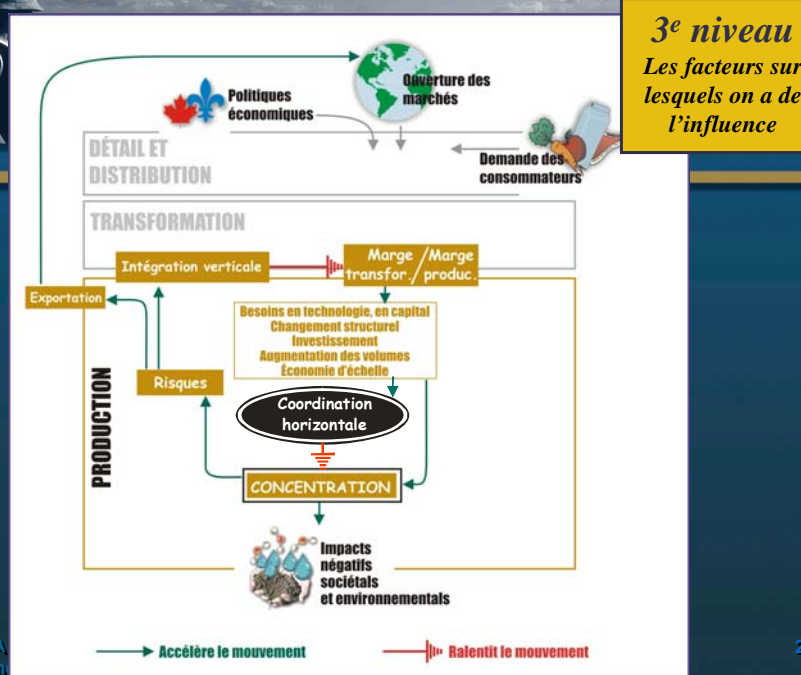 3e niveau
Les facteurs sur
lesquels on a de
l'influence
Ouverture des
marchés
Politiques
économiques
DÉTAIL ET
DISTRIBUTION
Demande des
consommateurs
TRANSFORMATION
Intégration verticale
Marge / Marge
transfor. / produc.
Exportation
Besoins en technologie, en capital
Changement structurel
Investissement
Augmentation des volumes
Économie d'échelle
PRODUCTION
Risques
Coordination
horizontale
CONCENTRATION
Impacts
négatifs
sociétals
et environnementals
Accélère le mouvement
Ralentit le mouvement